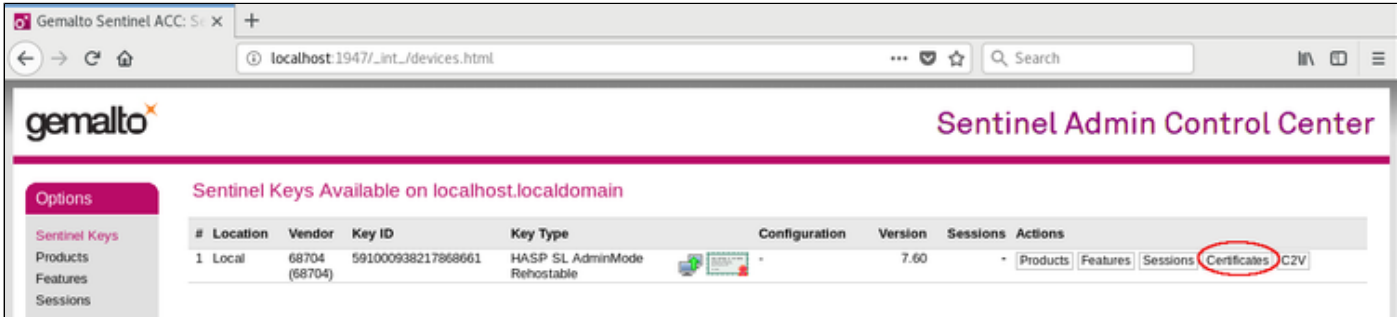 Gemalto Sentinel ACC: Se
localhost:1947/_int_/devices.html
Search
gemalto
Sentinel Admin Control Center
Options
Sentinel Keys Available on localhost.localdomain
Sentinel Keys
Products
Features
Sessions
# Location Vendor Key ID Key Type Configuration Version Sessions Actions
1 Local 68704 591000938217868661 HASP SL AdminMode - 7.60 - Products Features Sessions Certificates C2V
(68704) Rehostable